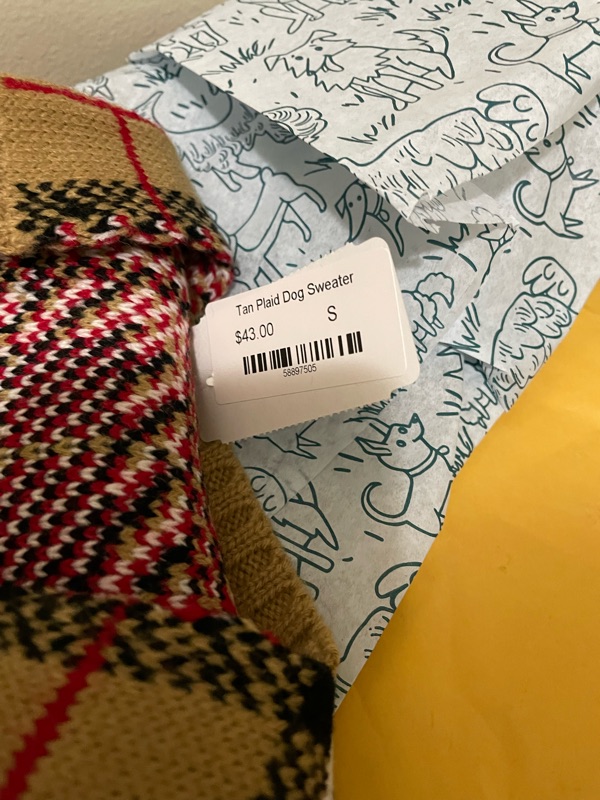 Tan Plaid Dog Sweater
$43.00 S
58897505